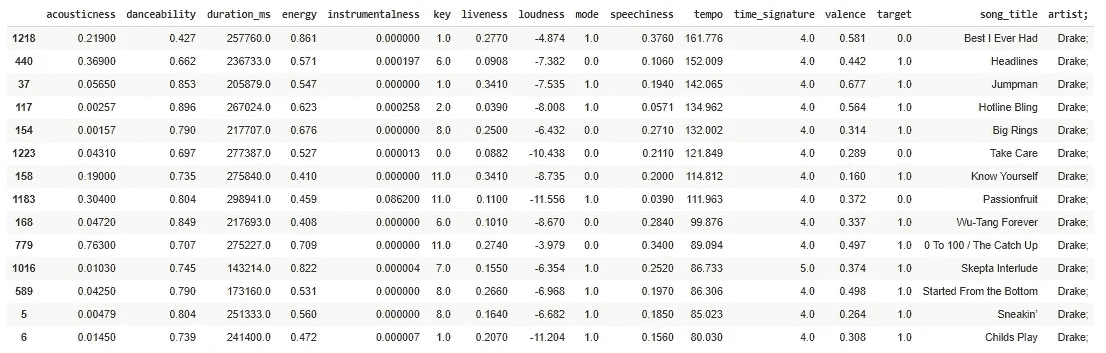 acousticness danceability duration_ms energy instrumentalness key liveness loudness mode speechiness tempo time_signature valence target song_title artist;
1218 0.21900 0.427 257760.0 0.861 0.000000 1.0 0.2770 -4.874 1.0 0.3760 161.776 4.0 0.581 0.0 Best I Ever Had Drake;
440 0.36900 0.662 236733.0 0.571 0.000197 6.0 0.0908 -7.382 0.0 0.1060 152.009 4.0 0.442 1.0 Headlines Drake;
37 0.05650 0.853 205879.0 0.547 0.000000 1.0 0.3410 -7.535 1.0 0.1940 142.065 4.0 0.677 1.0 Jumpman Drake;
117 0.00257 0.896 267024.0 0.623 0.000258 2.0 0.0390 -8.008 1.0 0.0571 134.962 4.0 0.564 1.0 Hotline Bling Drake;
154 0.00157 0.790 217707.0 0.676 0.000000 8.0 0.2500 -6.432 0.0 0.2710 132.002 4.0 0.314 1.0 Big Rings Drake;
1223 0.04310 0.697 277387.0 0.527 0.000013 0.0 0.0882 -10.438 0.0 0.2110 121.849 4.0 0.289 0.0 Take Care Drake;
158 0.19000 0.735 275840.0 0.410 0.000000 11.0 0.3410 -8.735 0.0 0.2000 114.812 4.0 0.160 1.0 Know Yourself Drake;
1183 0.30400 0.804 298941.0 0.459 0.086200 11.0 0.1100 -11.556 1.0 0.0390 111.963 4.0 0.372 0.0 Passionfruit Drake;
168 0.04720 0.849 217693.0 0.408 0.000000 6.0 0.1010 -8.670 0.0 0.2840 99.876 4.0 0.337 1.0 Wu-Tang Forever Drake;
779 0.76300 0.707 275227.0 0.709 0.000000 11.0 0.2740 -3.979 0.0 0.3400 89.094 4.0 0.497 1.0 0 To 100 / The Catch Up Drake;
1016 0.01030 0.745 143214.0 0.822 0.000004 7.0 0.1550 -6.354 1.0 0.2520 86.733 5.0 0.374 1.0 Skepta Interlude Drake;
589 0.04250 0.790 173160.0 0.531 0.000000 8.0 0.2660 -6.968 1.0 0.1970 86.306 4.0 0.498 1.0 Started From the Bottom Drake;
5 0.00479 0.804 251333.0 0.560 0.000000 8.0 0.1640 -6.682 1.0 0.1850 85.023 4.0 0.264 1.0 Sneakin' Drake;
6 0.01450 0.739 241400.0 0.472 0.000007 1.0 0.2070 -11.204 1.0 0.1560 80.030 4.0 0.308 1.0 Childs Play Drake;